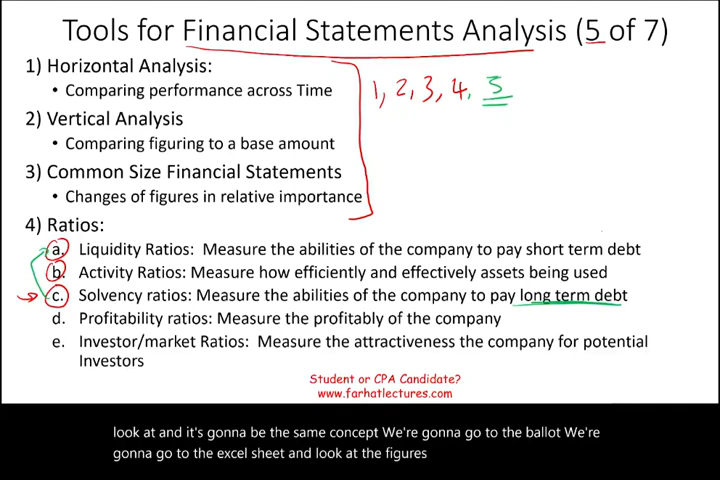 Tools for Financial Statements Analysis (5 of 7)
1) Horizontal Analysis:
• Comparing performance across Time
1, 2, 3, 4, 5
2) Vertical Analysis
• Comparing figuring to a base amount
3) Common Size Financial Statements
• Changes of figures in relative importance
4) Ratios:
a. Liquidity Ratios: Measure the abilities of the company to pay short term debt
b. Activity Ratios: Measure how efficiently and effectively assets being used
c. Solvency ratios: Measure the abilities of the company to pay long term debt
d. Profitability ratios: Measure the profitably of the company
e. Investor/market Ratios: Measure the attractiveness the company for potential
Investors
Student or CPA Candidate?
www.farhatlectures.com
look at and it's gonna be the same concept We're gonna go to the ballot We're
gonna go to the excel sheet and look at the figures